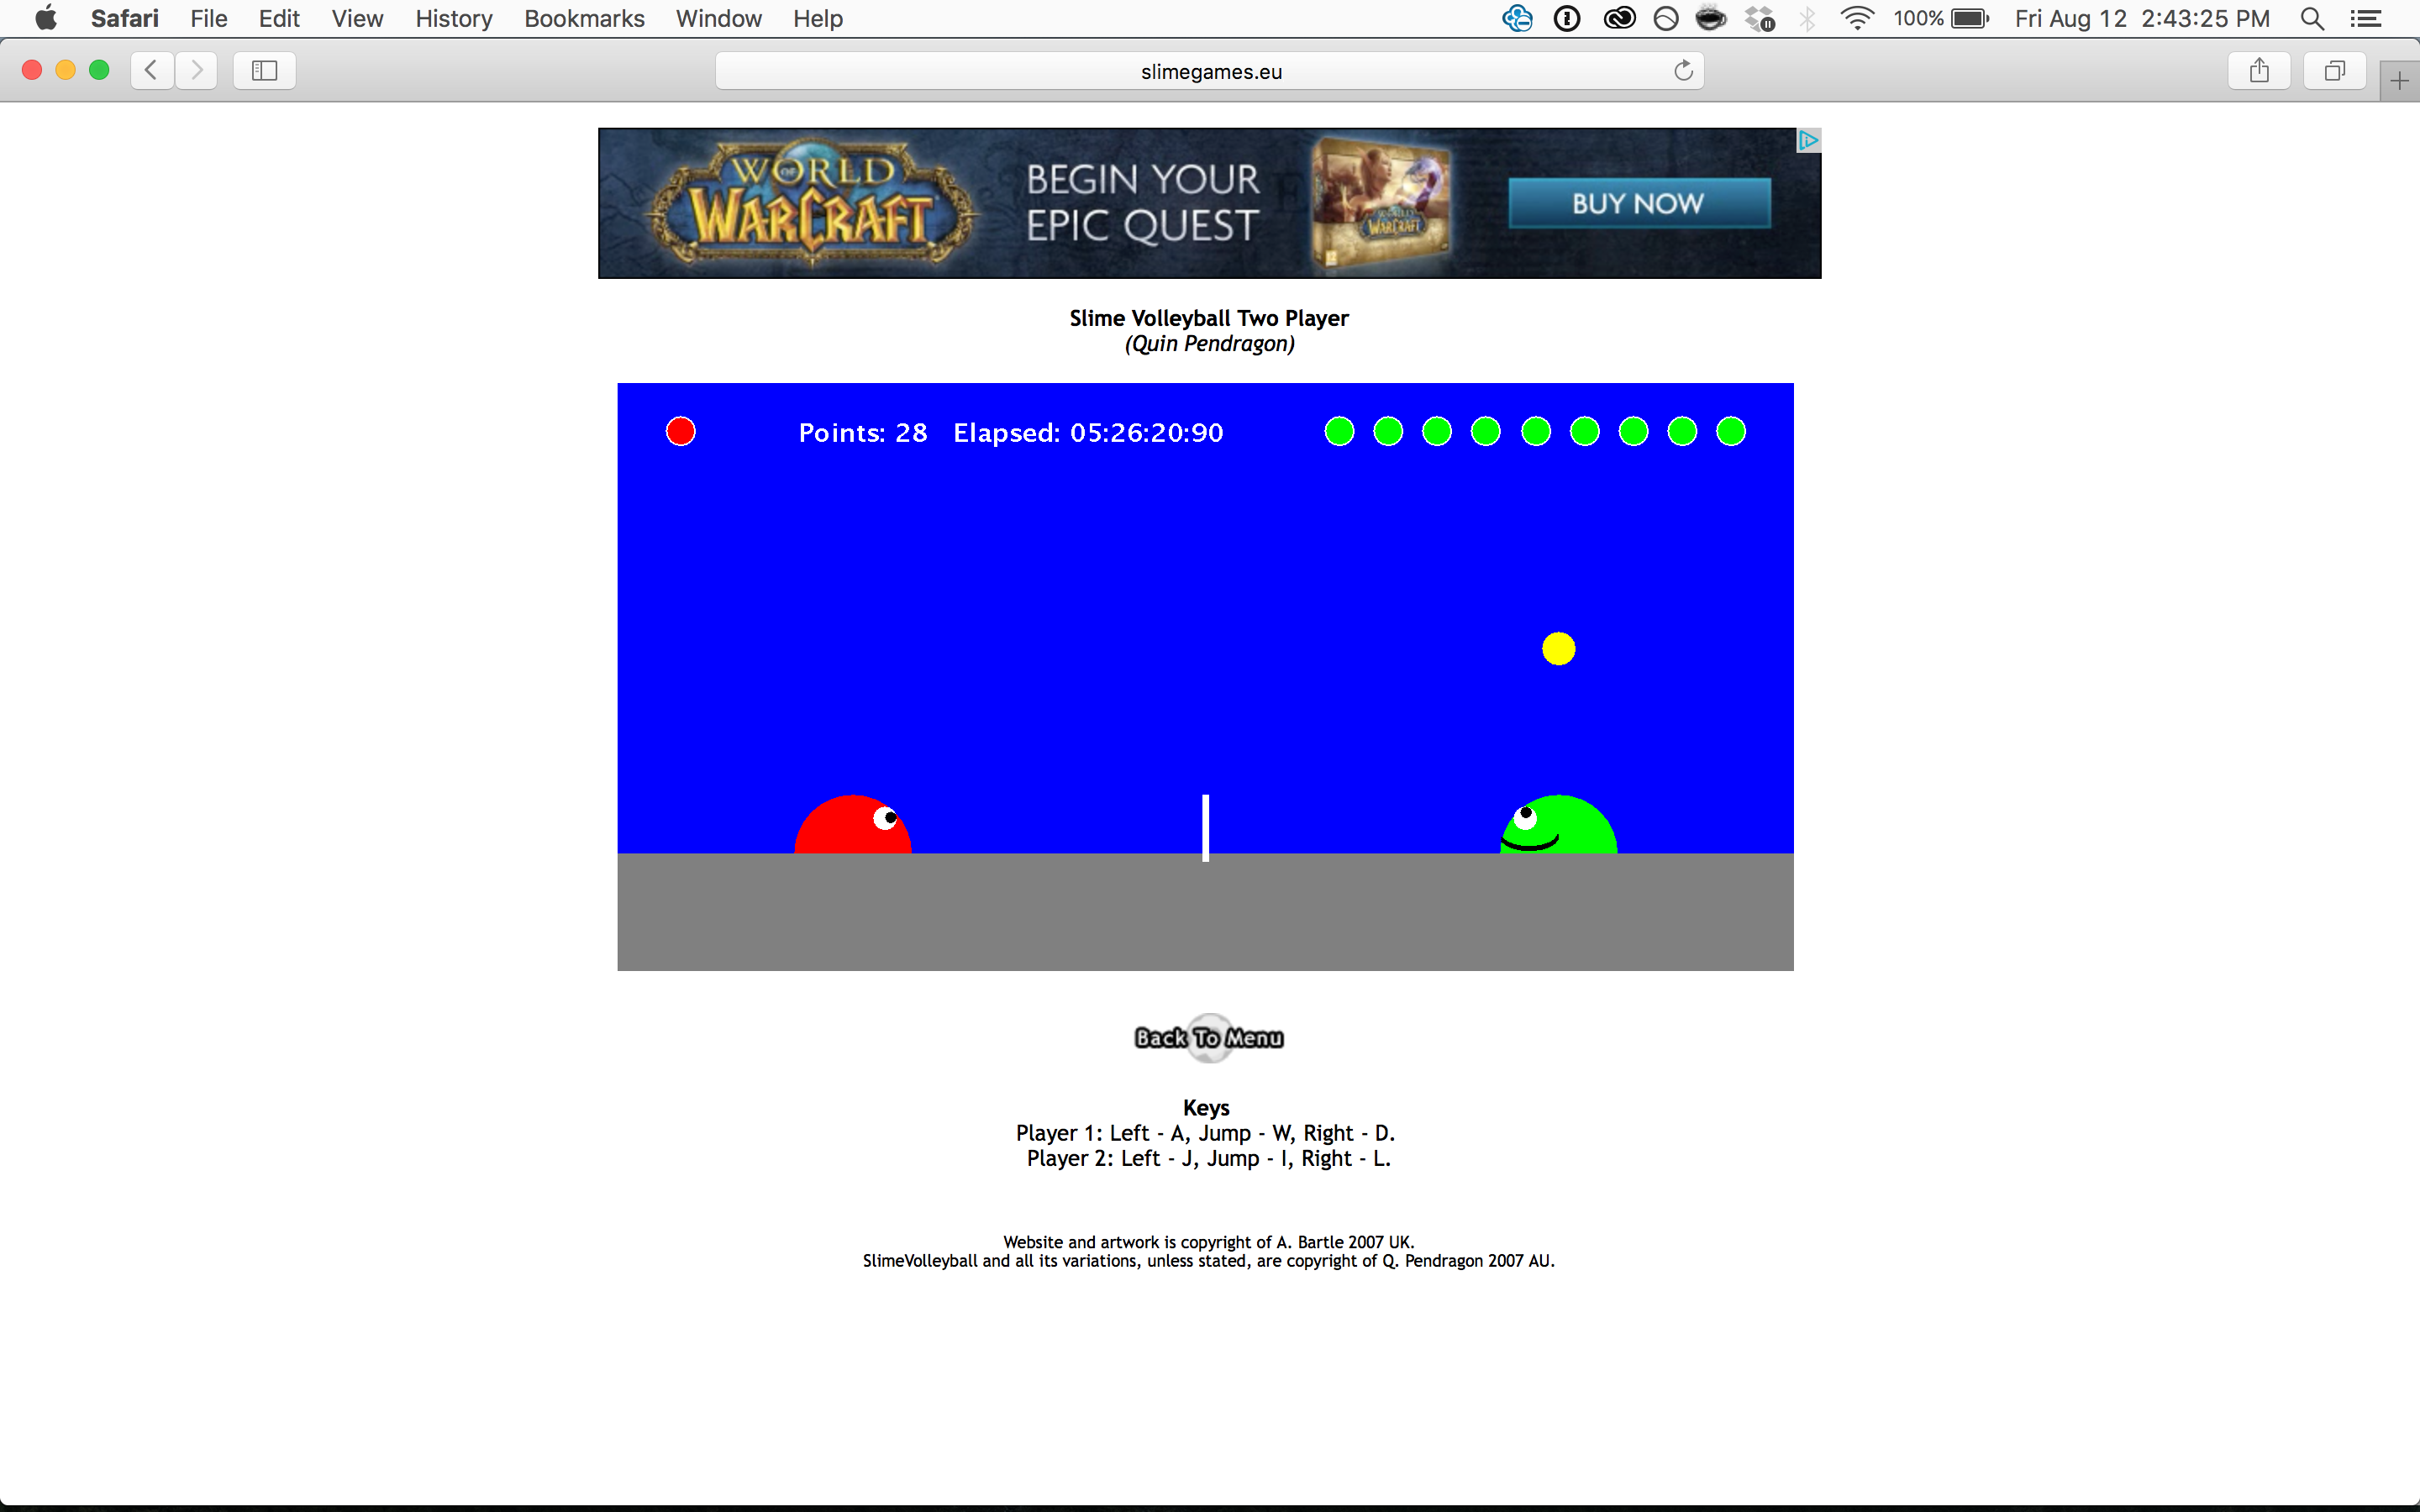 Safari File Edit View History Bookmarks Window Help 100% Fri Aug 12 2:43:25 PM
slimegames.eu
WORLD OF WARCRAFT
BEGIN YOUR
EPIC QUEST
WORLD WARCRAFT
BUY NOW
Slime Volleyball Two Player
(Quin Pendragon)
Points: 28 Elapsed: 05:26:20:90
Back To Menu
Keys
Player 1: Left - A, Jump - W, Right - D.
Player 2: Left - J, Jump - I, Right - L.
Website and artwork is copyright of A. Bartle 2007 UK.
SlimeVolleyball and all its variations, unless stated, are copyright of Q. Pendragon 2007 AU.